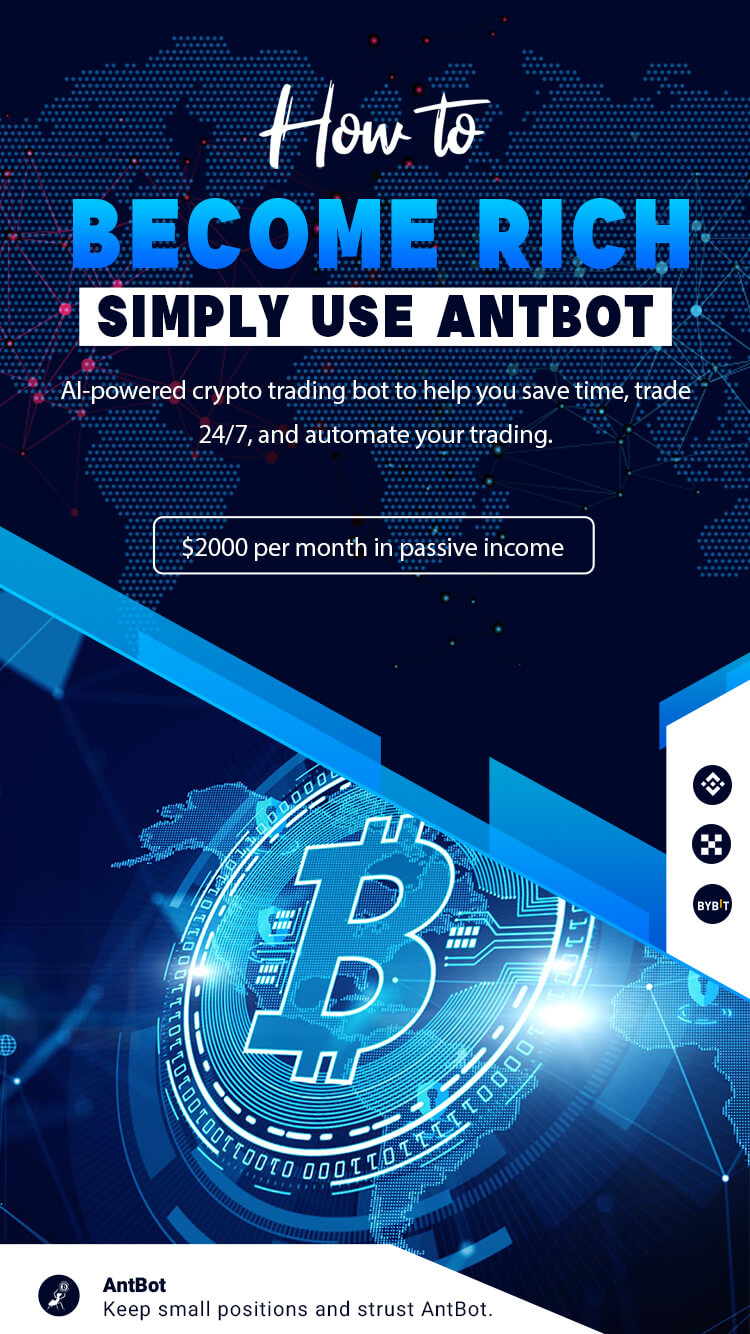 How to
BECOME RICH
SIMPLY USE ANTBOT
AI-powered crypto trading bot to help you save time, trade
24/7, and automate your trading.
$2000 per month in passive income
BYBIT
AntBot
Keep small positions and strust AntBot.